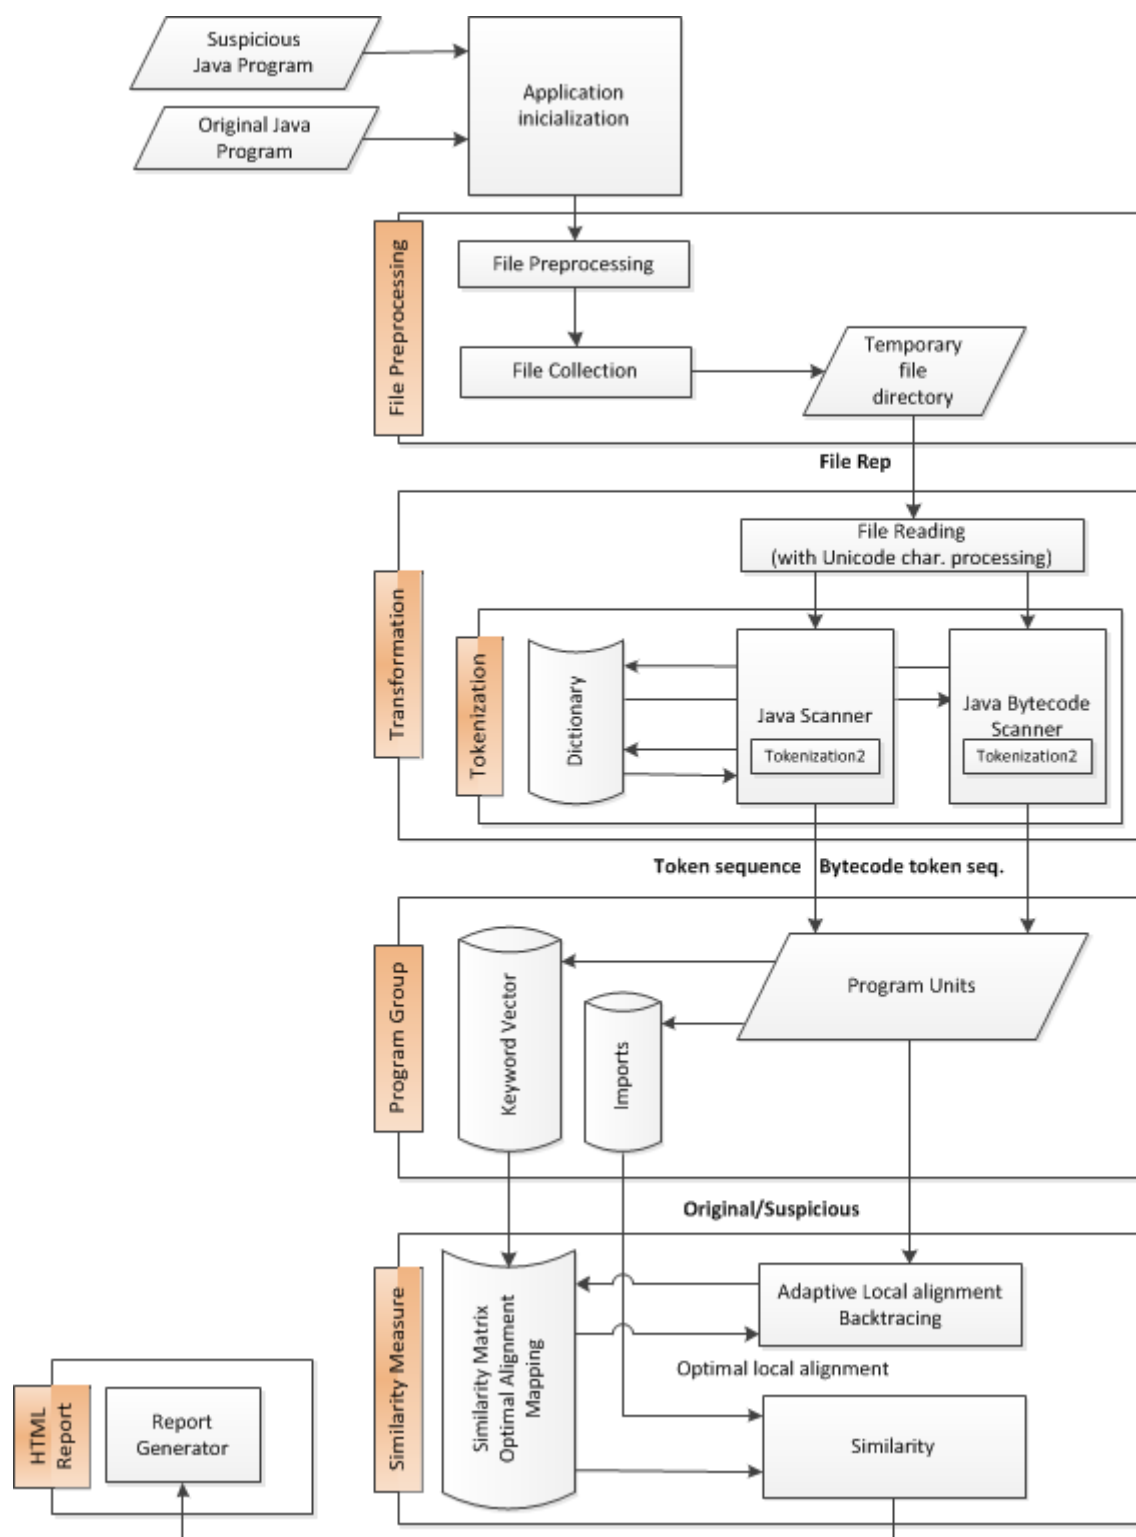 Suspicious
Java Program
Application
inicialization
Original Java
Program
File Preprocessing
File Preprocessing
File Collection
Temporary
file
directory
File Rep
Transformation
File Reading
(with Unicode char. processing)
Tokenization
Dictionary
Java Scanner
Tokenization2
Java Bytecode
Scanner
Tokenization2
Token sequence
Bytecode token seq.
Program Group
Keyword Vector
Imports
Program Units
Original/Suspicious
Similarity Measure
Similarity Matrix
Optimal Alignment
Mapping
Adaptive Local alignment
Backtracing
Optimal local alignment
Similarity
HTML
Report
Report
Generator